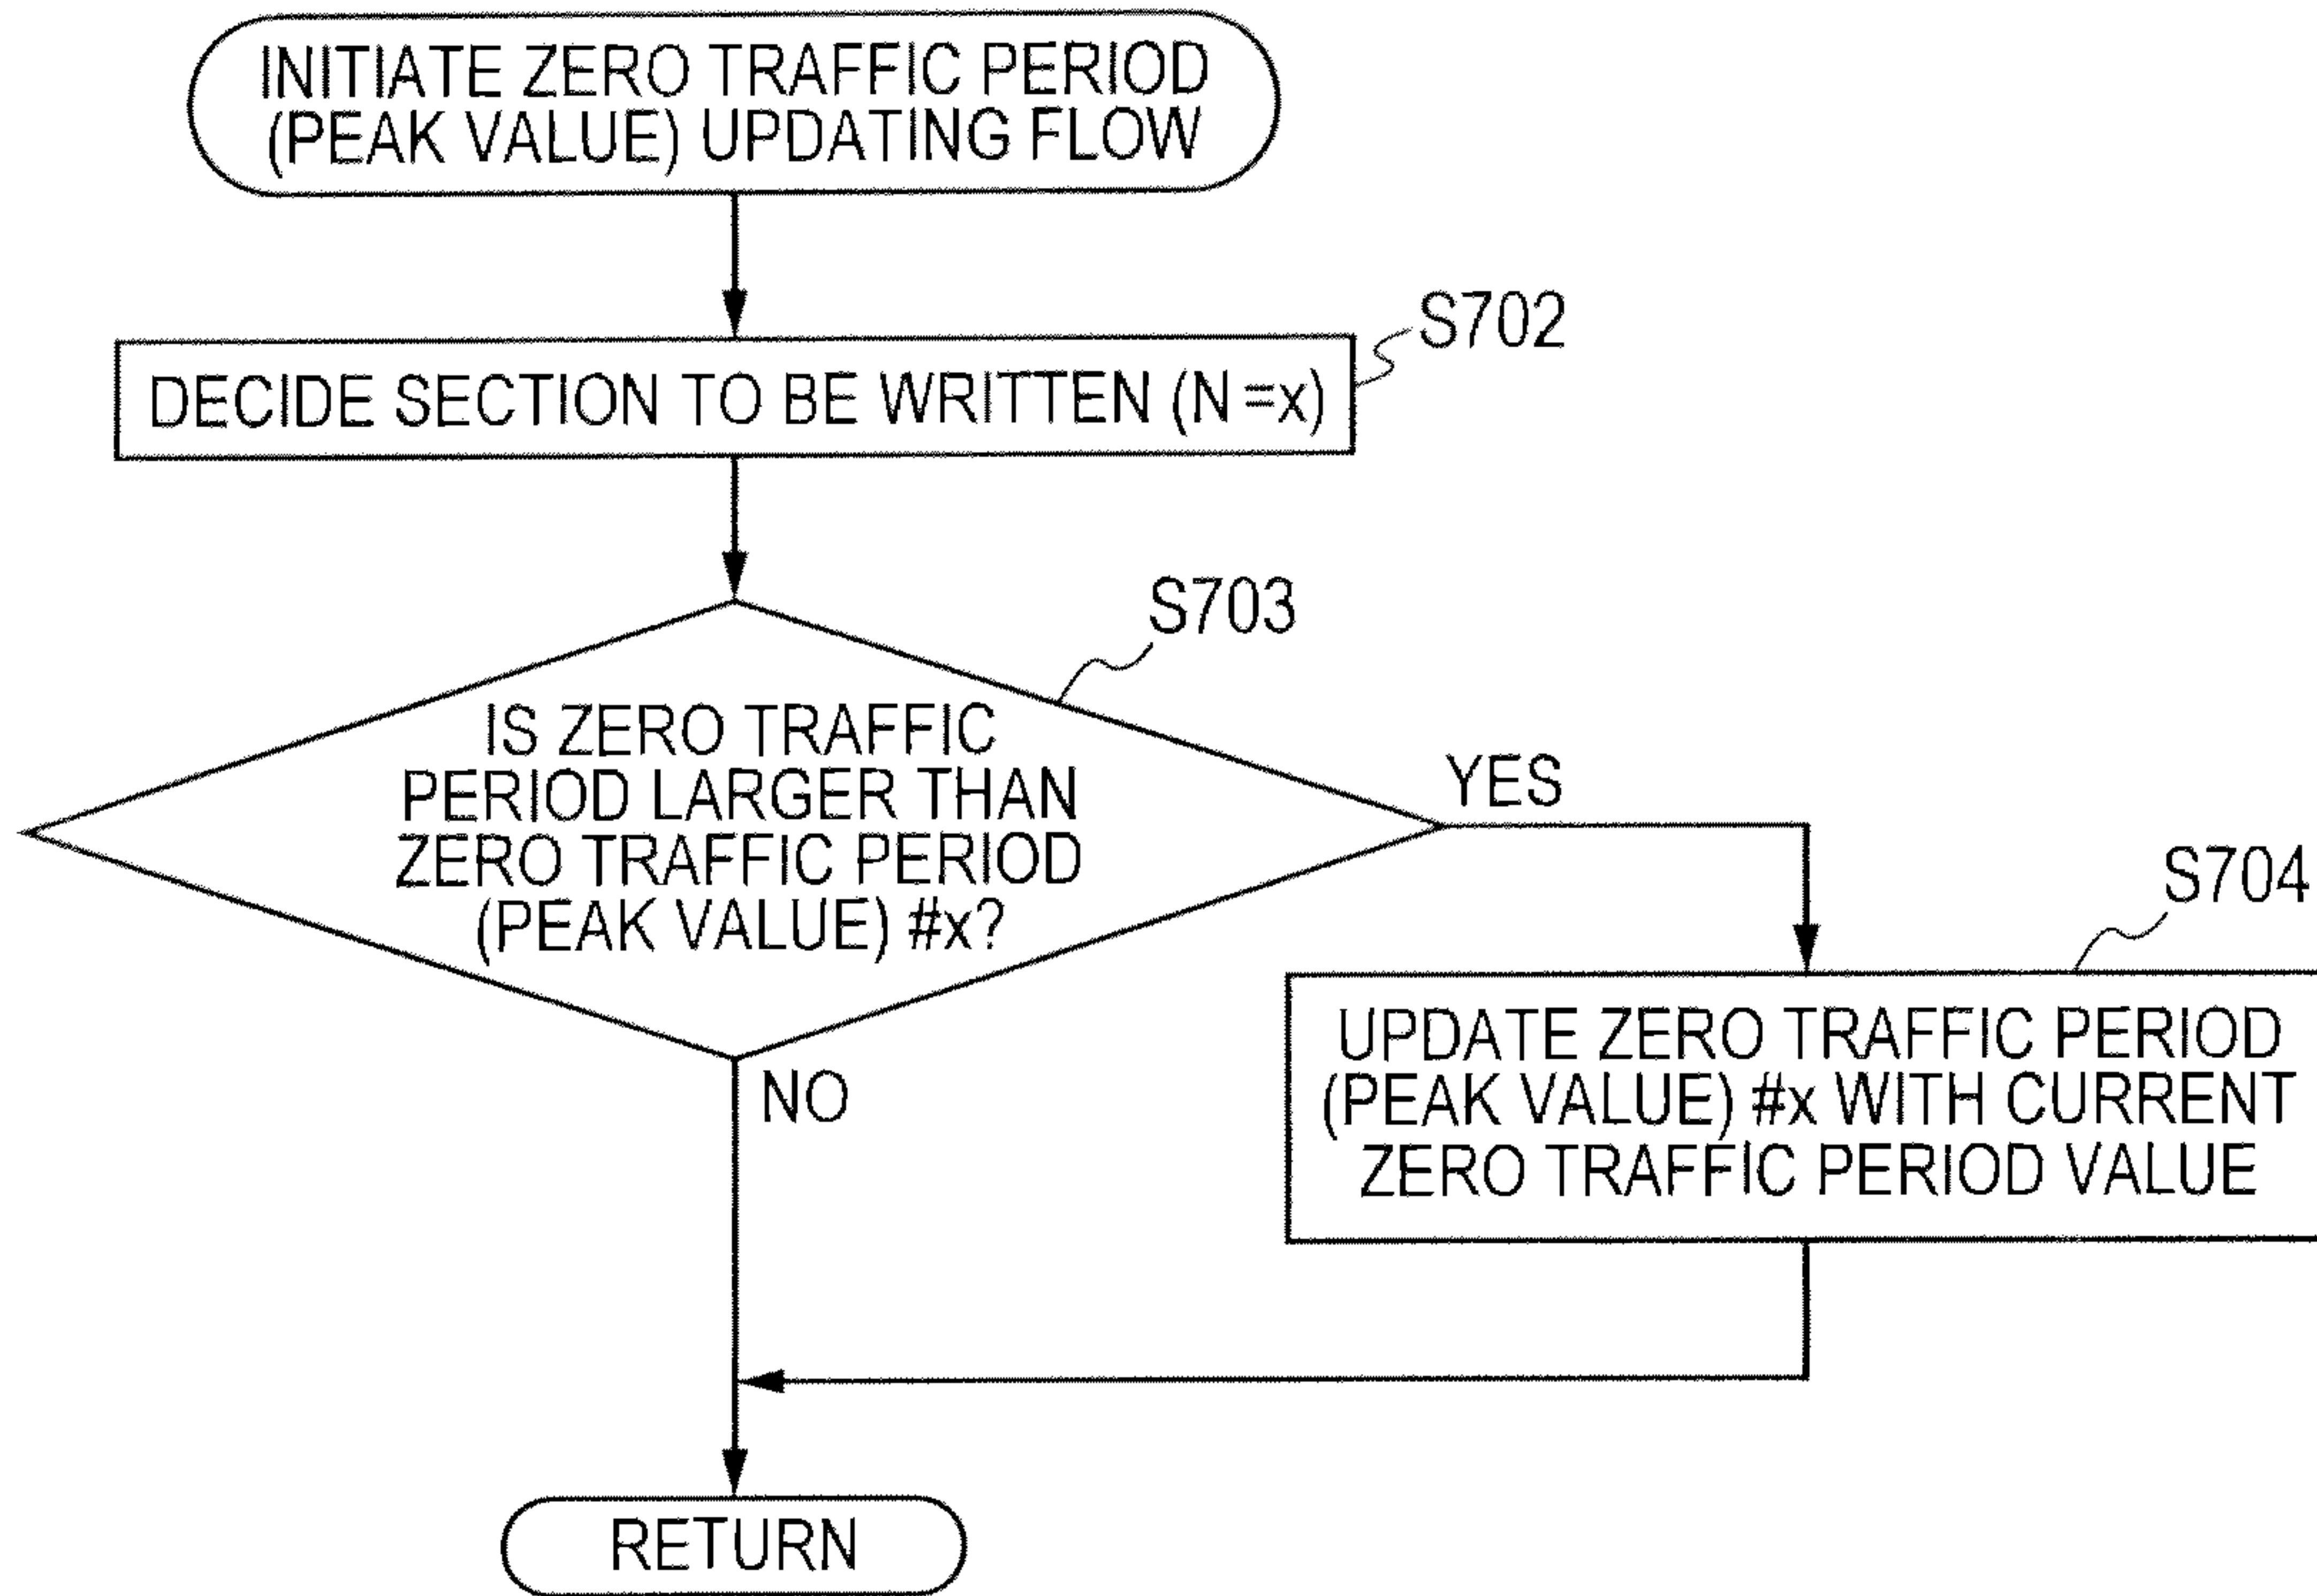 INITIATE ZERO TRAFFIC PERIOD
(PEAK VALUE) UPDATING FLOW
S702
DECIDE SECTION TO BE WRITTEN (N =x)
S703
IS ZERO TRAFFIC
PERIOD LARGER THAN
ZERO TRAFFIC PERIOD
(PEAK VALUE) #x?
YES
NO
S704
UPDATE ZERO TRAFFIC PERIOD
(PEAK VALUE) #x WITH CURRENT
ZERO TRAFFIC PERIOD VALUE
RETURN